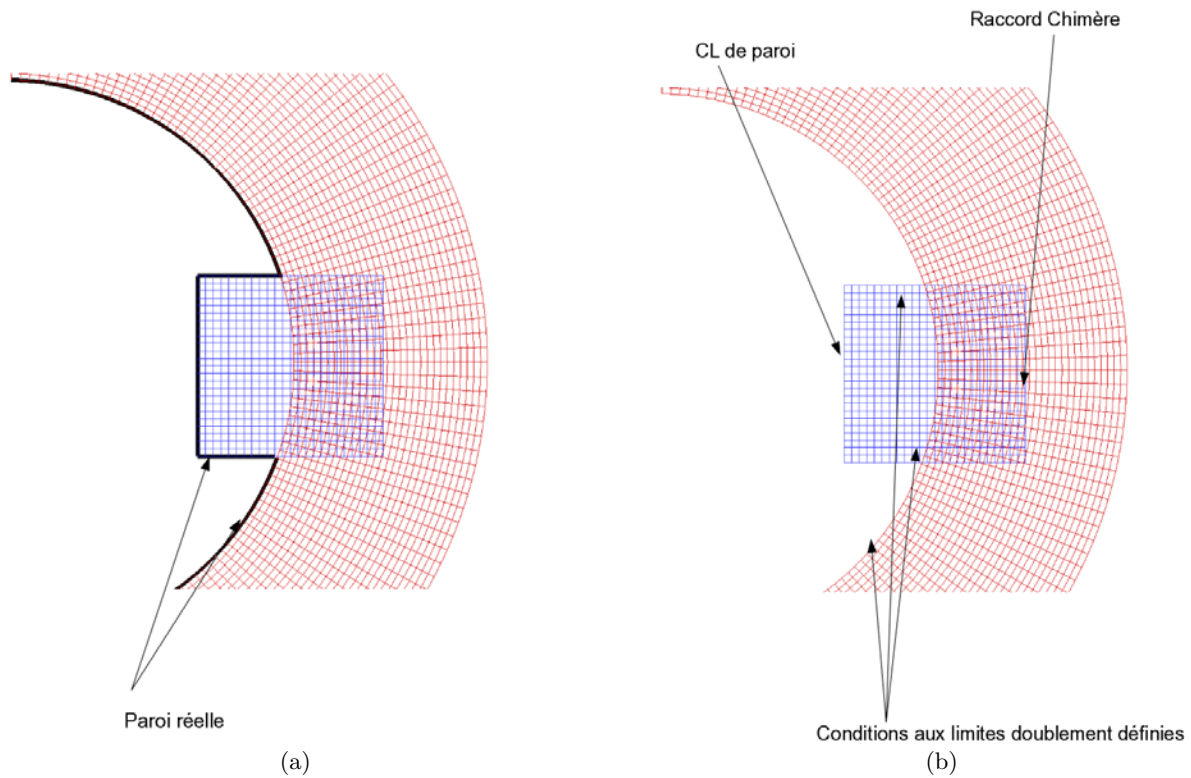 Raccord Chimère
CL de paroi
Paroi réelle
Conditions aux limites doublement définies
(a)
(b)